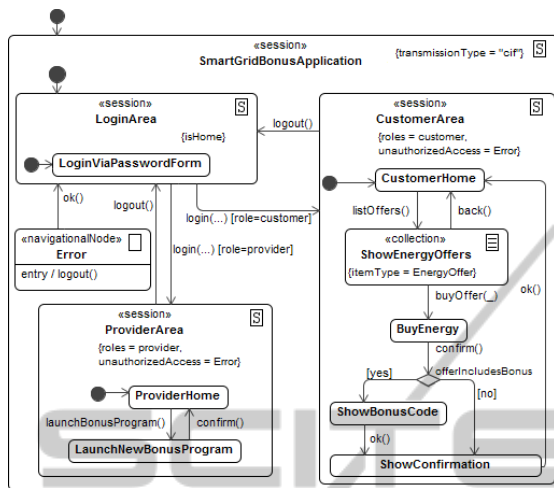 «session»
SmartGridBonusApplication
{transmissionType = "cif"}
S
«session»
LoginArea
S
{isHome}
LoginViaPasswordForm
logout()
«session»
CustomerArea
S
{roles = customer,
unauthorizedAccess = Error}
CustomerHome
ok()
logout()
login(...) [role=customer]
login(...) [role=provider]
listOffers()
back()
«navigationalNode»
Error
entry / logout()
«collection»
ShowEnergyOffers
{itemType = EnergyOffer}
ok()
buyOffer(_)
BuyEnergy
confirm()
offerIncludesBonus
[yes]
[no]
«session»
ProviderArea
S
{roles = provider,
unauthorizedAccess = Error}
ProviderHome
launchBonusProgram()
confirm()
LaunchNewBonusProgram
ShowBonusCode
ok()
ShowConfirmation